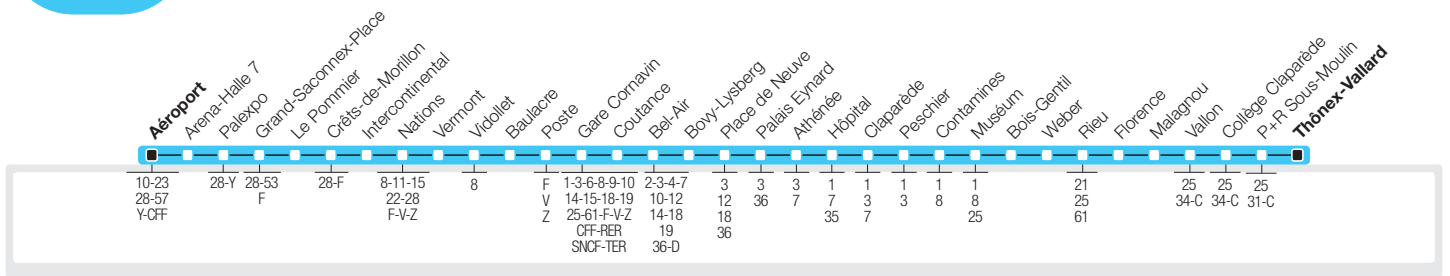 Aéroport
Arena-Halle 7
Palexpo
Grand-Saconnex-Place
Le Pommier
Crêts-de-Morillon
Intercontinental
Nations
Vermont
Vidollet
Baulacre
Poste
Gare Cornavin
Coutance
Bel-Air
Bovy-Lysberg
Place de Neuve
Palais Eynard
Athénée
Hôpital
Claparède
Peschier
Contamines
Muséum
Bois-Gentil
Weber
Rieu
Florence
Malagnou
Vallon
Collège Claparède
P+R Sous-Moulin
Thônex-Vallard
10-23
28-57
Y-CFF
28-Y
28-53
F
28-F
8-11-15
22-28
F-V-Z
8
F
V
Z
1-3-6-8-9-10
14-15-18-19
25-61-F-V-Z
CFF-RER
SNCF-TER
2-3-4-7
10-12
14-18
19
36-D
3
12
18
36
3
36
3
7
1
7
35
1
3
7
1
3
1
8
1
8
25
21
25
61
25
34-C
25
34-C
25
31-C